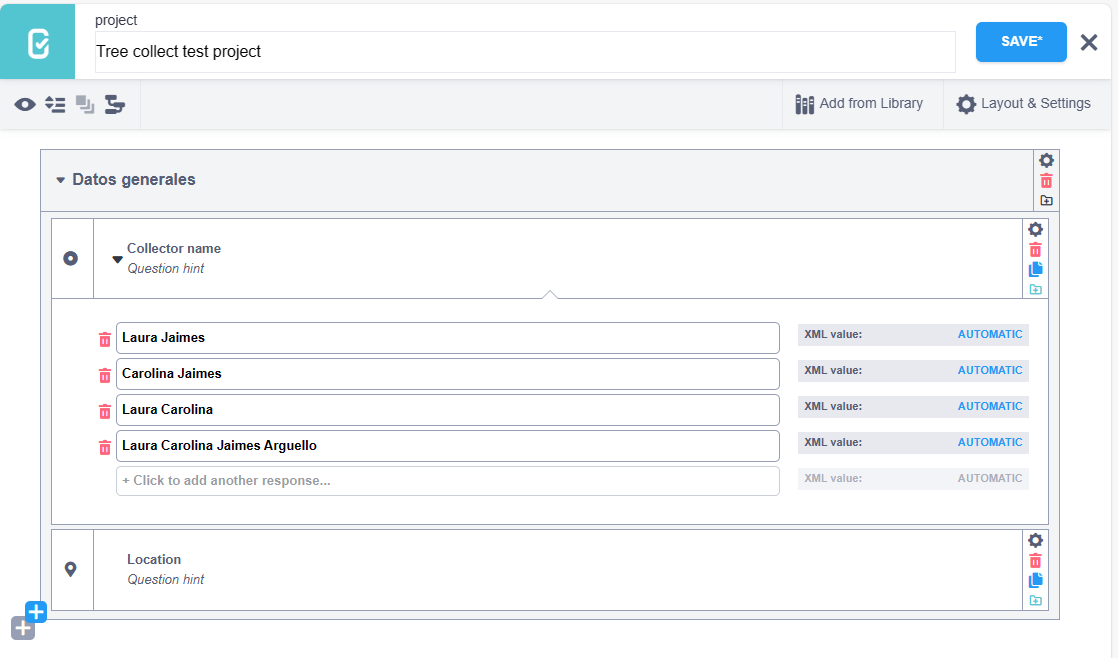 project
Tree collect test project
SAVE*
Add from Library
Layout & Settings
Datos generales
Collector name
Question hint
Laura Jaimes
XML value: AUTOMATIC
Carolina Jaimes
XML value: AUTOMATIC
Laura Carolina
XML value: AUTOMATIC
Laura Carolina Jaimes Arguello
XML value: AUTOMATIC
+ Click to add another response...
XML value: AUTOMATIC
Location
Question hint